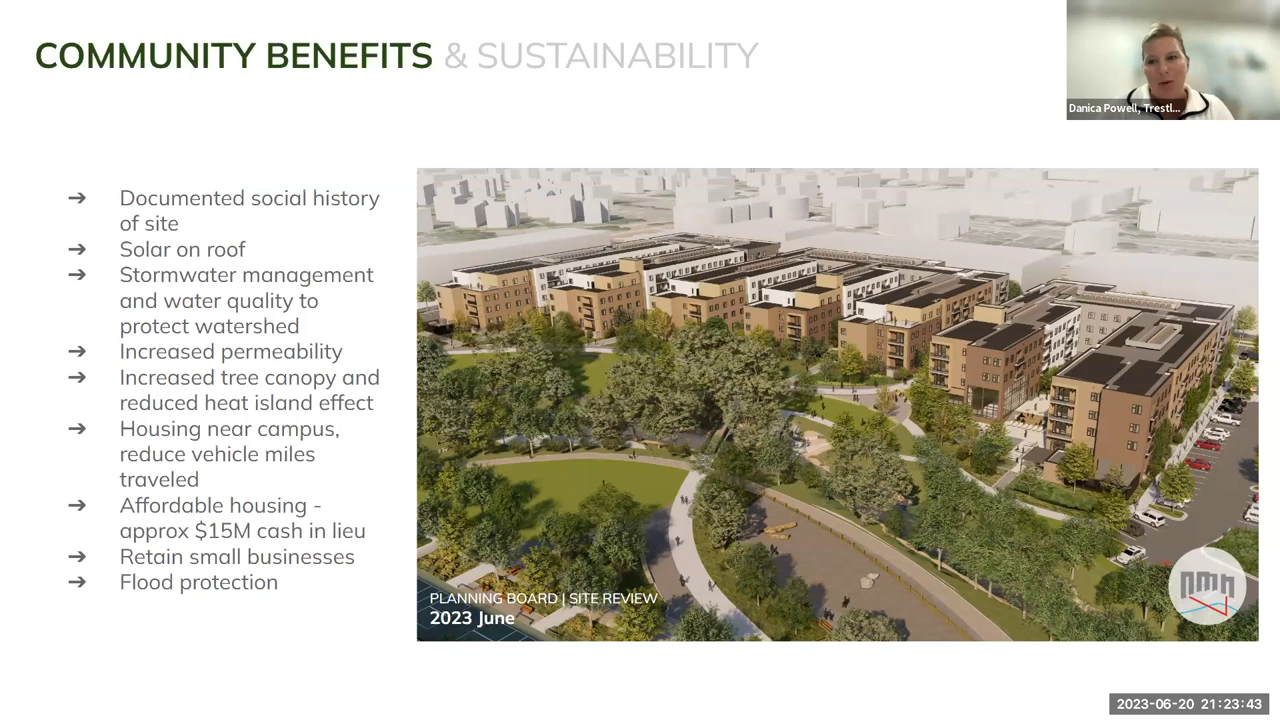 COMMUNITY BENEFITS & SUSTAINABILITY
Danica Powell, Trestl...
➔ Documented social history
of site
➔ Solar on roof
➔ Stormwater management
and water quality to
protect watershed
➔ Increased permeability
➔ Increased tree canopy and
reduced heat island effect
➔ Housing near campus,
reduce vehicle miles
traveled
➔ Affordable housing -
approx $15M cash in lieu
➔ Retain small businesses
➔ Flood protection
PLANNING BOARD | SITE REVIEW
2023 June
2023-06-20 21:23:43